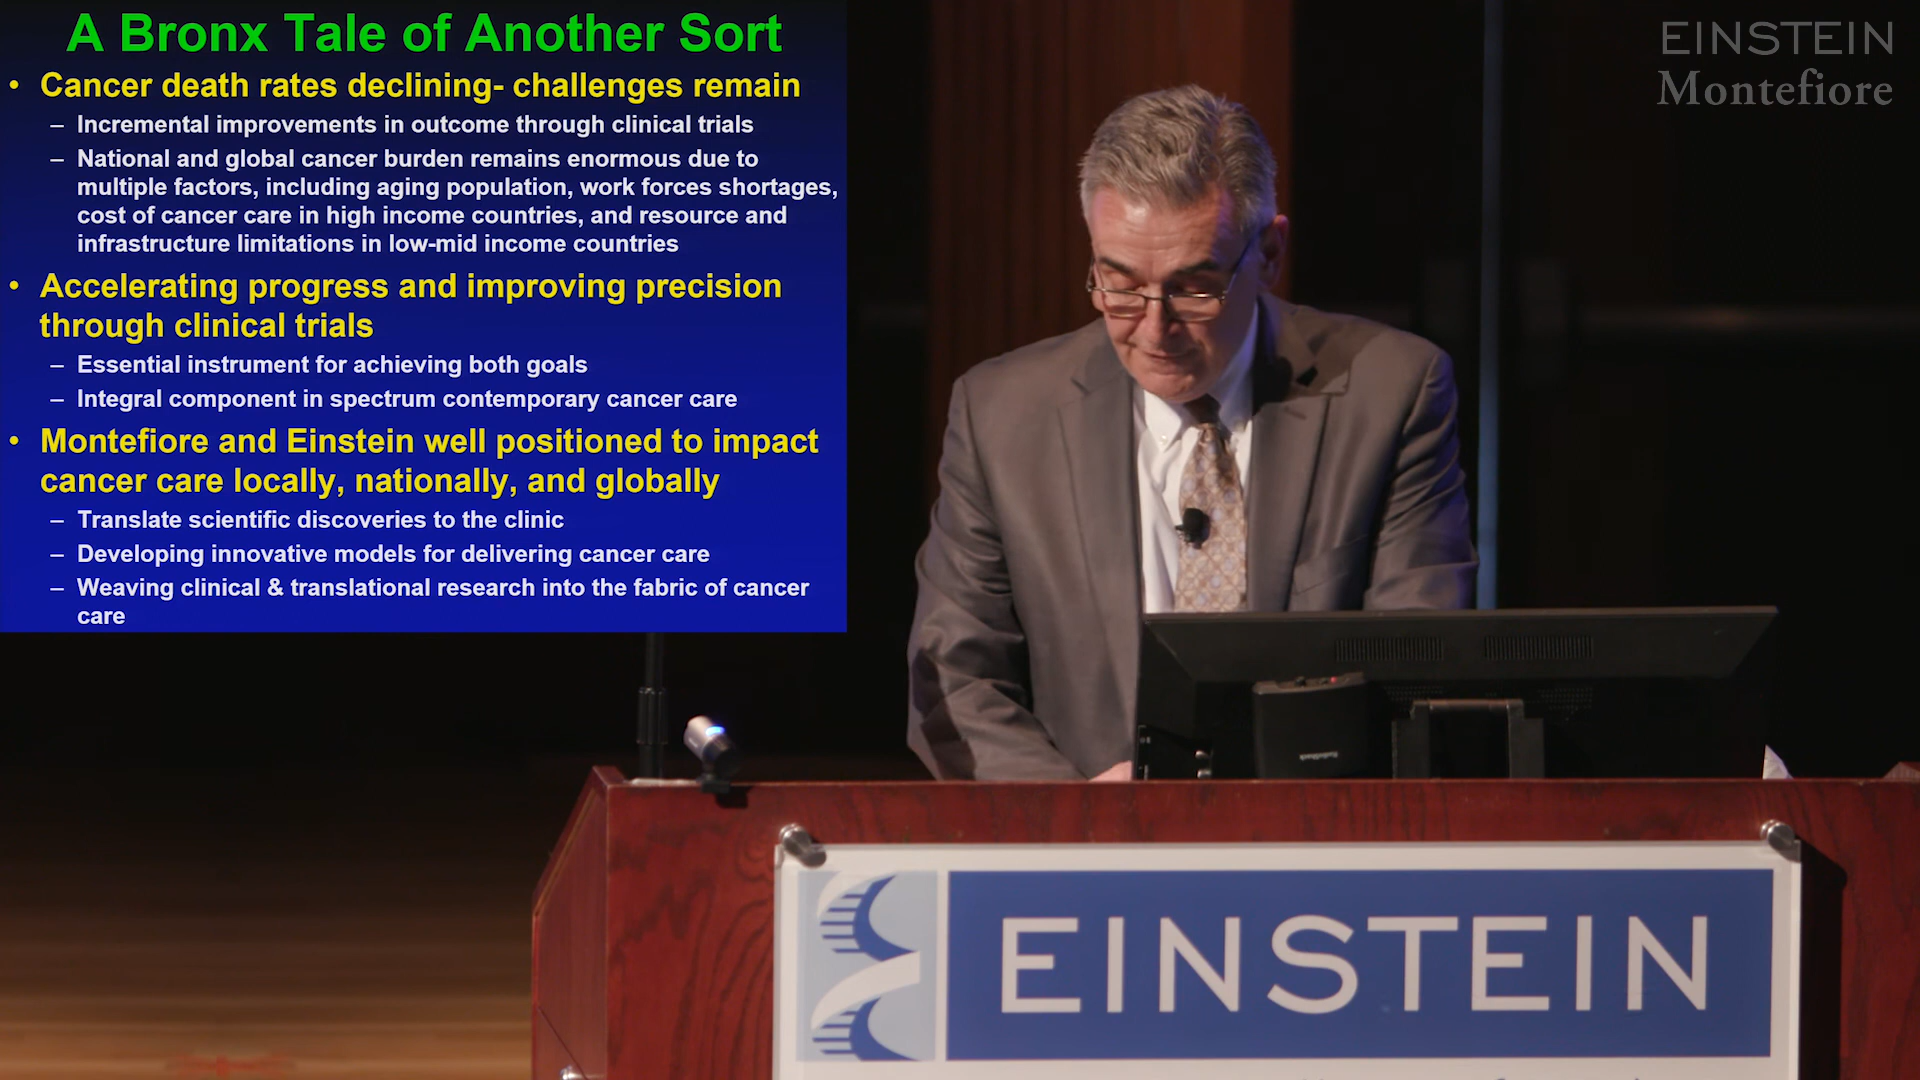 A Bronx Tale of Another Sort
• Cancer death rates declining- challenges remain
– Incremental improvements in outcome through clinical trials
– National and global cancer burden remains enormous due to
multiple factors, including aging population, work forces shortages,
cost of cancer care in high income countries, and resource and
infrastructure limitations in low-mid income countries
• Accelerating progress and improving precision
through clinical trials
– Essential instrument for achieving both goals
– Integral component in spectrum contemporary cancer care
• Montefiore and Einstein well positioned to impact
cancer care locally, nationally, and globally
– Translate scientific discoveries to the clinic
– Developing innovative models for delivering cancer care
– Weaving clinical & translational research into the fabric of cancer
care
EINSTEIN
Montefiore
EINSTEIN